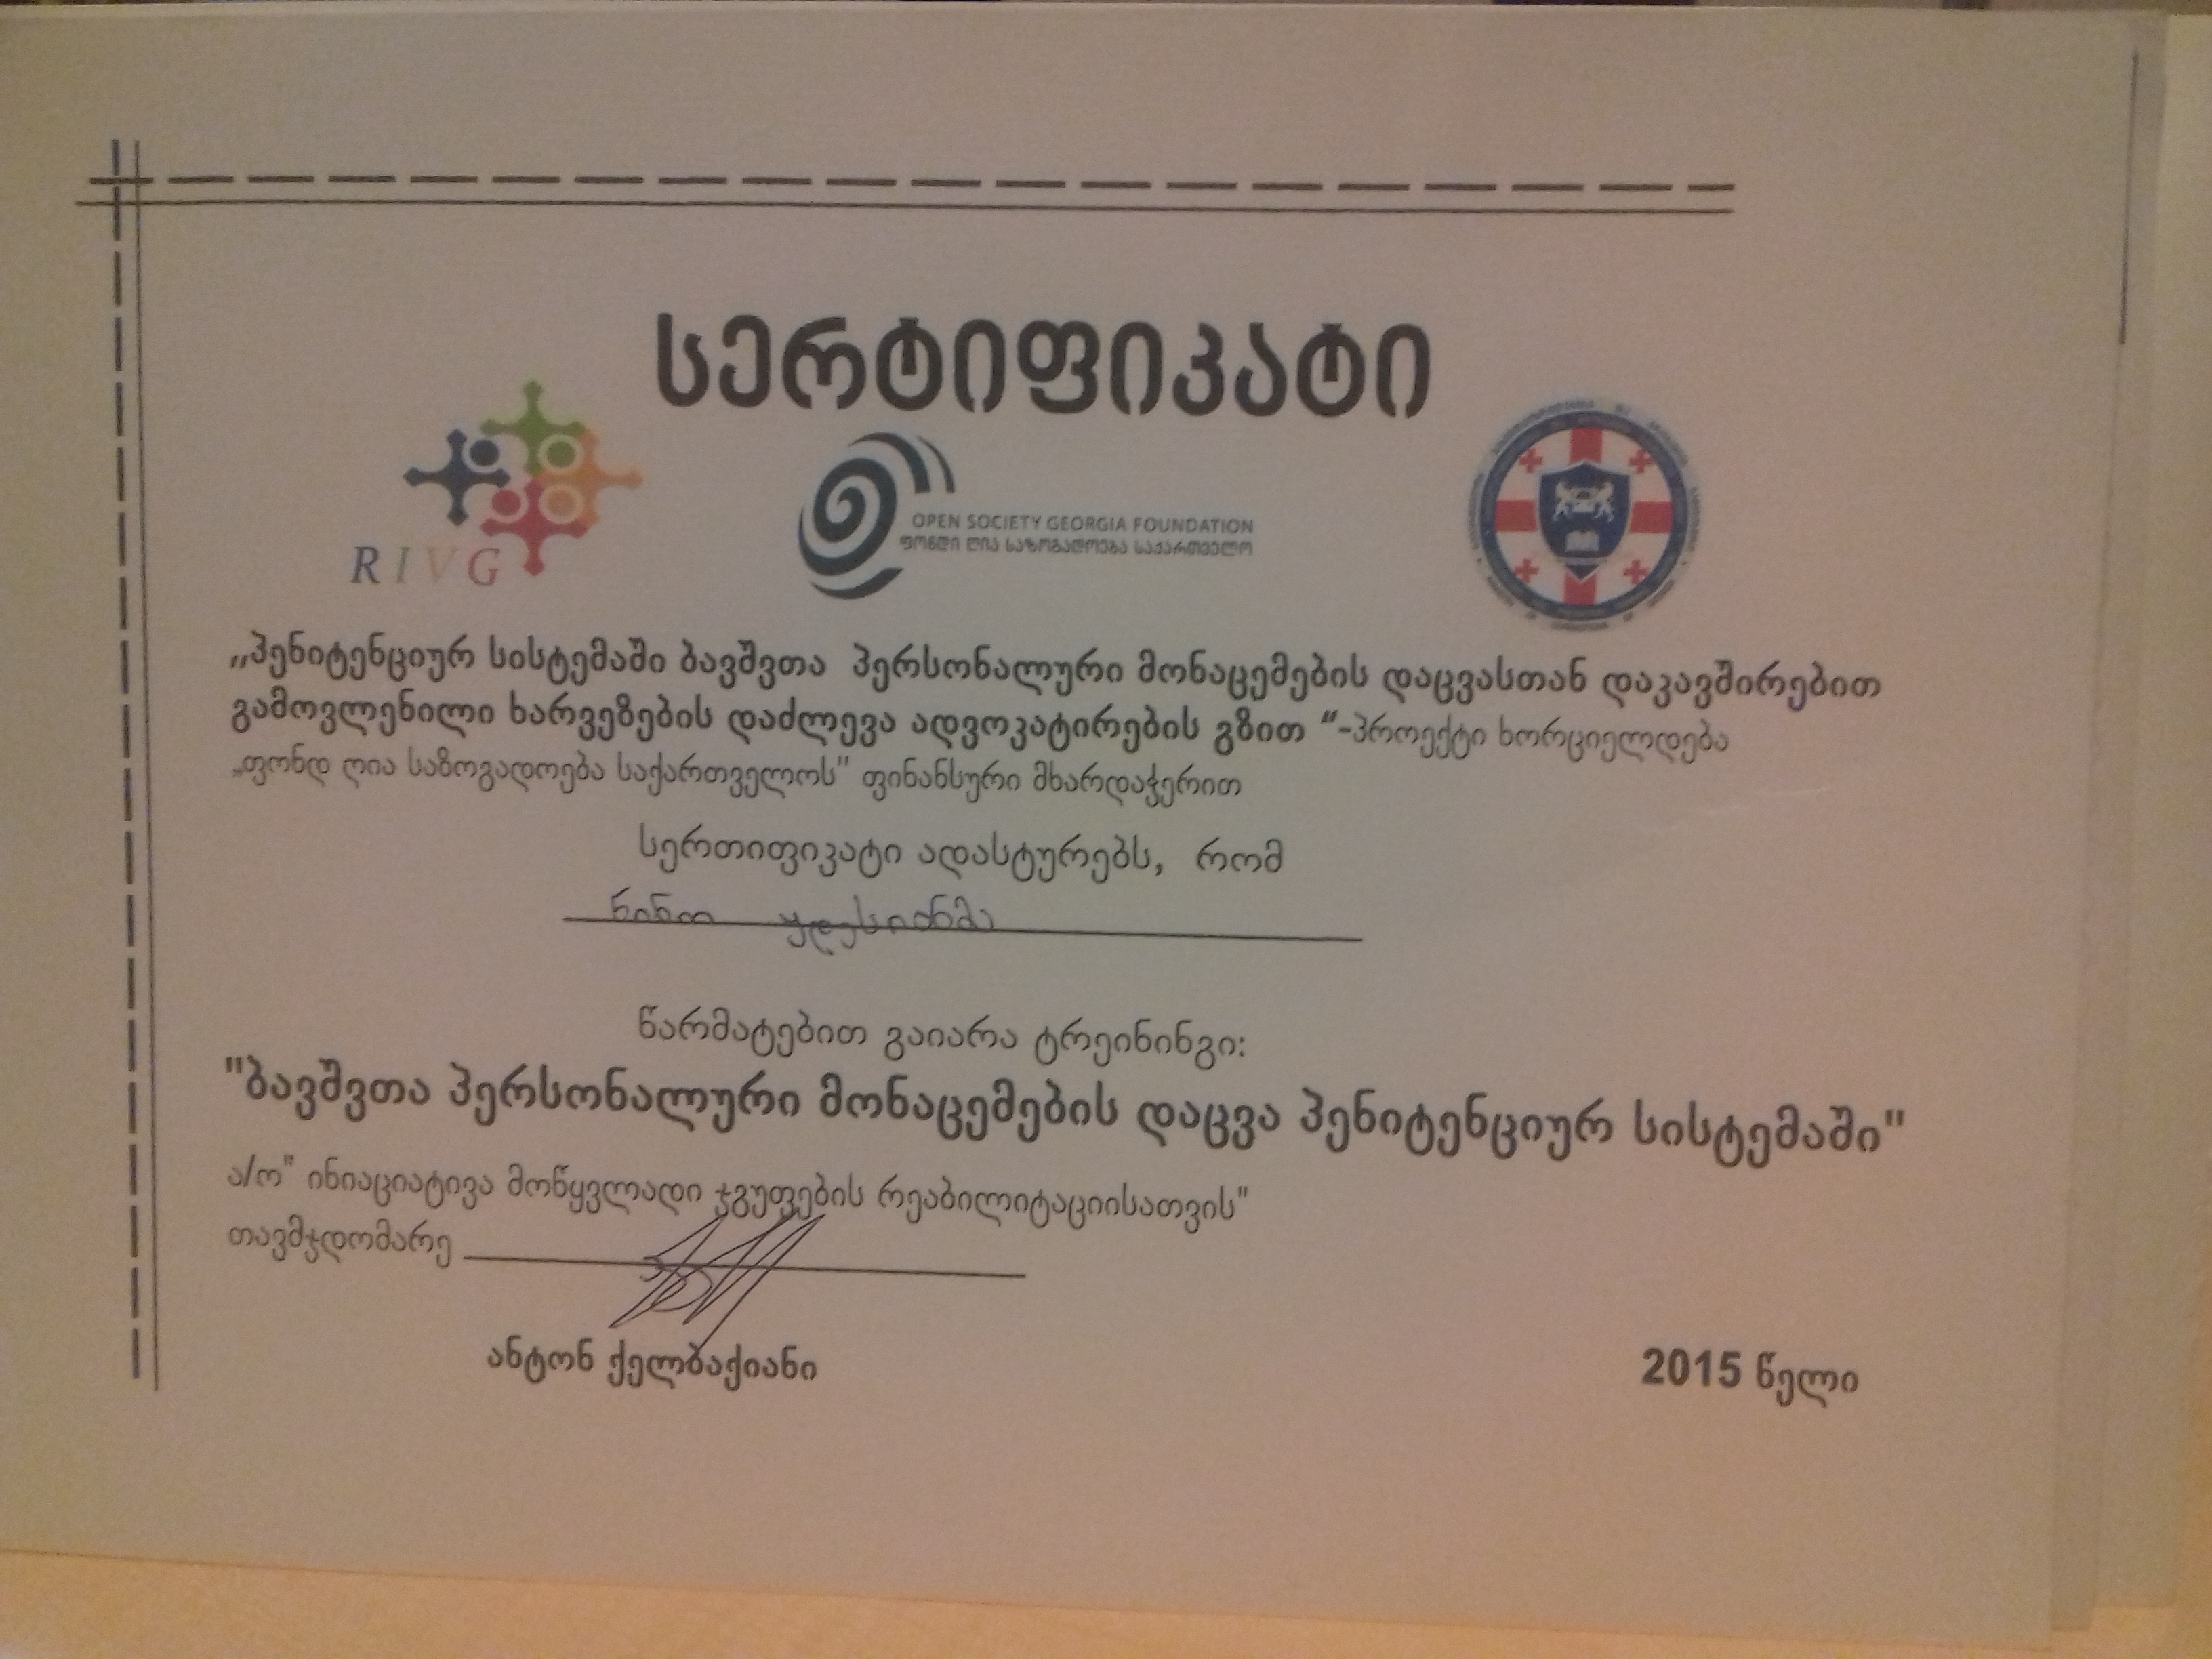 სერტიფიკატი
RIVG
OPEN SOCIETY GEORGIA FOUNDATION
ფონდი ღია საზოგადოება საქართველო
„პენიტენციურ სისტემაში ბავშვთა პერსონალური მონაცემების დაცვასთან დაკავშირებით
გამოვლენილი ხარვეზების დაძლევა ადვოკატირების გზით “-პროექტი ხორციელდება
„ფონდ ღია საზოგადოება საქართველოს" ფინანსური მხარდაჭერით
სერთიფიკატი ადასტურებს, რომ
ნინო
წარმატებით გაიარა ტრეინინგი:
"ბავშვთა პერსონალური მონაცემების დაცვა პენიტენციურ სისტემაში"
ა/ო" ინიაციატივა მოწყვლადი ჯგუფების რეაბილიტაციისათვის"
თავმჯდომარე
ანტონ ქელბაქიანი
2015 წელი